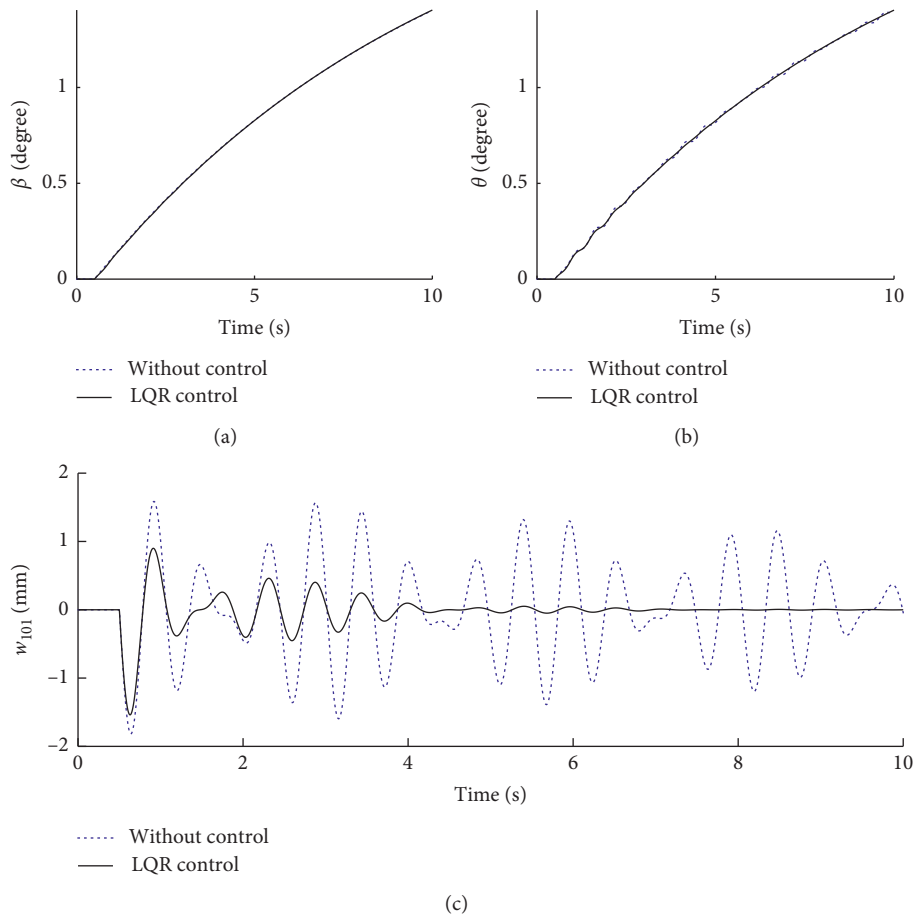 β (degree)
1
0.5
0
0
5
10
Time (s)
Without control
LQR control
(a)
θ (degree)
1
0.5
0
0
5
10
Time (s)
Without control
LQR control
(b)
w101 (mm)
2
1
0
–1
–2
0
2
4
6
8
10
Time (s)
Without control
LQR control
(c)